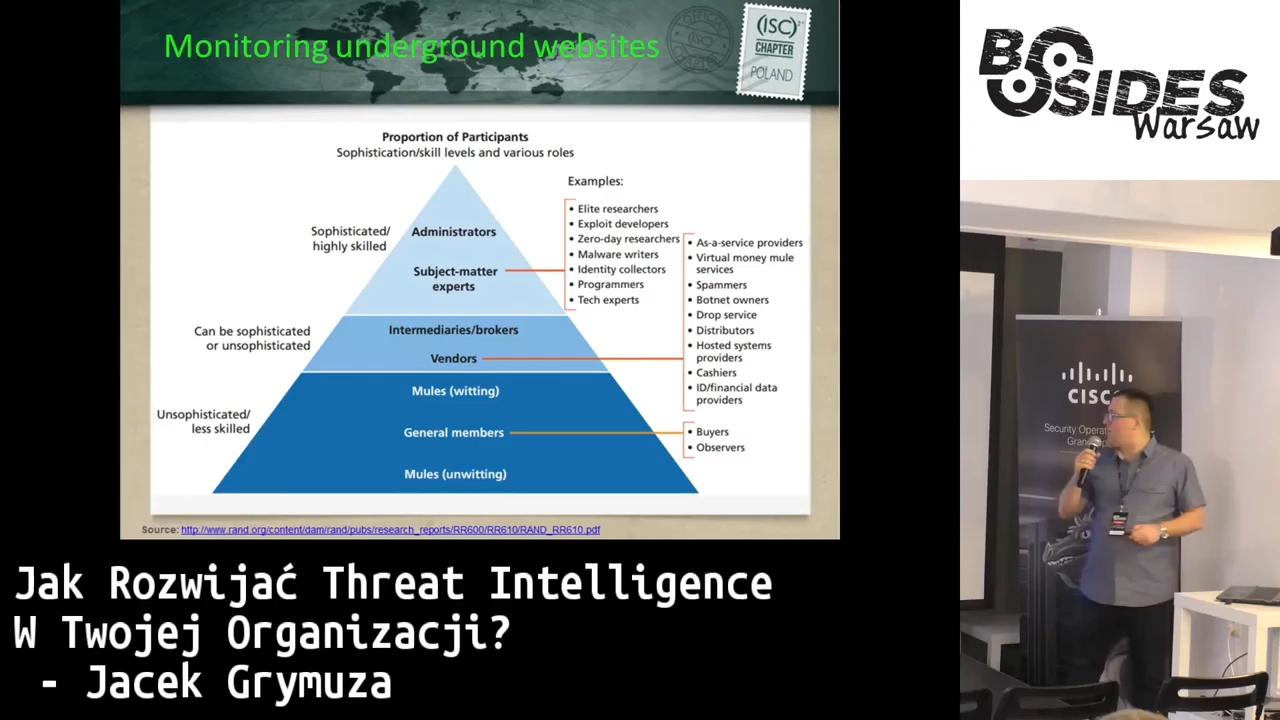 Monitoring underground websites
(ISC)²
CHAPTER
POLAND
Proportion of Participants
Sophistication/skill levels and various roles
Examples:
• Elite researchers
• Exploit developers
• Zero-day researchers
• Malware writers
• Identity collectors
• Programmers
• Tech experts
• As-a-service providers
• Virtual money mule
services
• Spammers
• Botnet owners
• Drop service
• Distributors
• Hosted systems
providers
• Cashiers
• ID/financial data
providers
• Buyers
• Observers
Sophisticated/
highly skilled
Administrators
Subject-matter
experts
Can be sophisticated
or unsophisticated
Intermediaries/brokers
Vendors
Unsophisticated/
less skilled
Mules (witting)
General members
Mules (unwitting)
Source: http://www.rand.org/content/dam/rand/pubs/research_reports/RR600/RR610/RAND_RR610.pdf
BSIDES
Warsaw
CISCO
Jak Rozwijać Threat Intelligence
W Twojej Organizacji?
- Jacek Grymuza